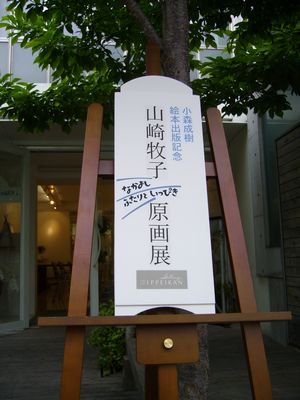 小森成樹
絵本出版記念
山崎牧子
なかよし
ふたりといっぴき
原画展
IPPEIKAN